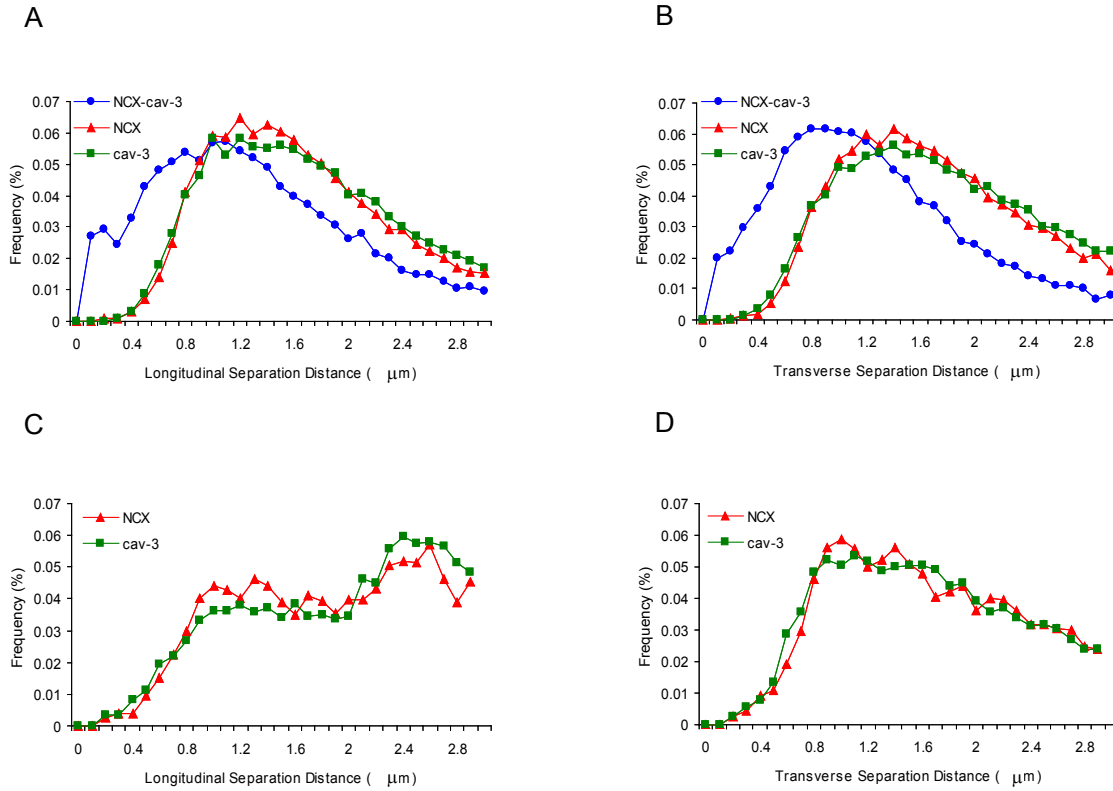 A
B
0.07
0.06
0.05
0.04
0.03
0.02
0.01
0
Frequency (%)
NCX-cav-3
NCX
cav-3
0 0.4 0.8 1.2 1.6 2 2.4 2.8
Longitudinal Separation Distance ( μm)
0.07
0.06
0.05
0.04
0.03
0.02
0.01
0
Frequency (%)
NCX-cav-3
NCX
cav-3
0 0.4 0.8 1.2 1.6 2 2.4 2.8
Transverse Separation Distance ( μm)
C
D
0.07
0.06
0.05
0.04
0.03
0.02
0.01
0
Frequency (%)
NCX
cav-3
0 0.4 0.8 1.2 1.6 2 2.4 2.8
Longitudinal Separation Distance ( μm)
0.07
0.06
0.05
0.04
0.03
0.02
0.01
0
Frequency (%)
NCX
cav-3
0 0.4 0.8 1.2 1.6 2 2.4 2.8
Transverse Separation Distance ( μm)